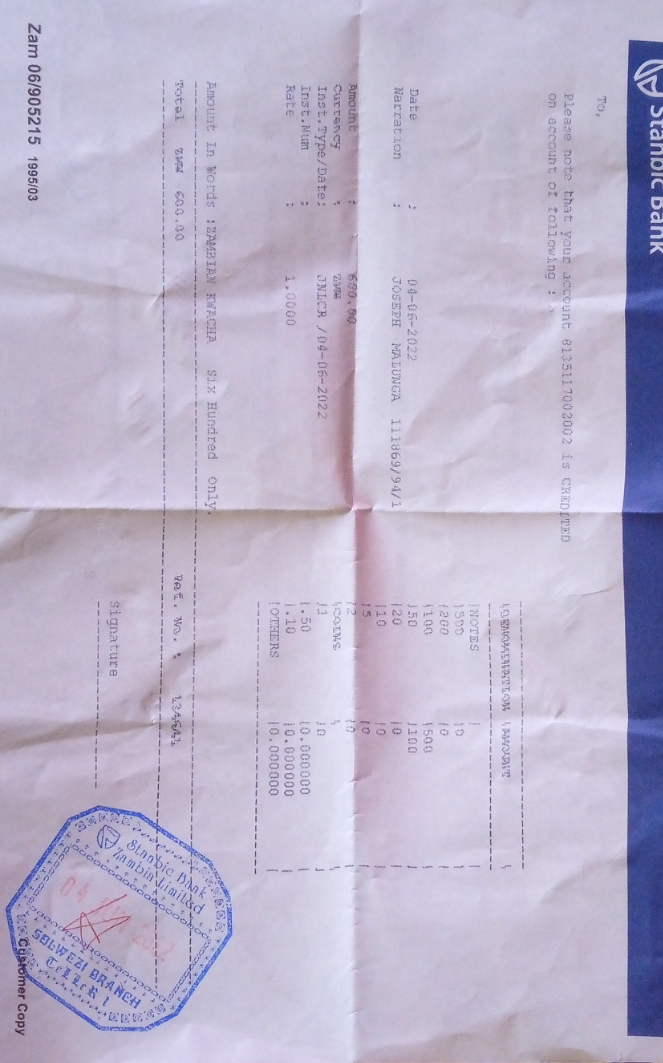 Stanbic Bank
To,
Please note that your account 0135117002002 is CREDITED
on account of following :
Date : 04-06-2022
Narration : JOSEPH MALUNGA 111869/94/1
Amount : 600.00
Currency : ZMW
Inst.Type/Date: JNLCR /04-06-2022
Inst.Num :
Rate : 1.0000
Amount In Words :ZAMBIAN KWACHA Six Hundred Only.
Total ZMW 600.00 Ref. No. :
|DENOMINATION |AMOUNT |
|NOTES | |
|500 |0 |
|200 |0 |
|100 |500 |
|50 |100 |
|20 |0 |
|10 |0 |
|5 |0 |
|2 |0 |
|COINS | |
|1 |0 |
|.50 |0.000000 |
|.10 |0.000000 |
|OTHERS |0.000000 |
Signature
Stanbic Bank
Zambia Limited
04 2022
SOLWEZI BRANCH
TELLER 1
Zam 06/905215 1995/03
Customer Copy